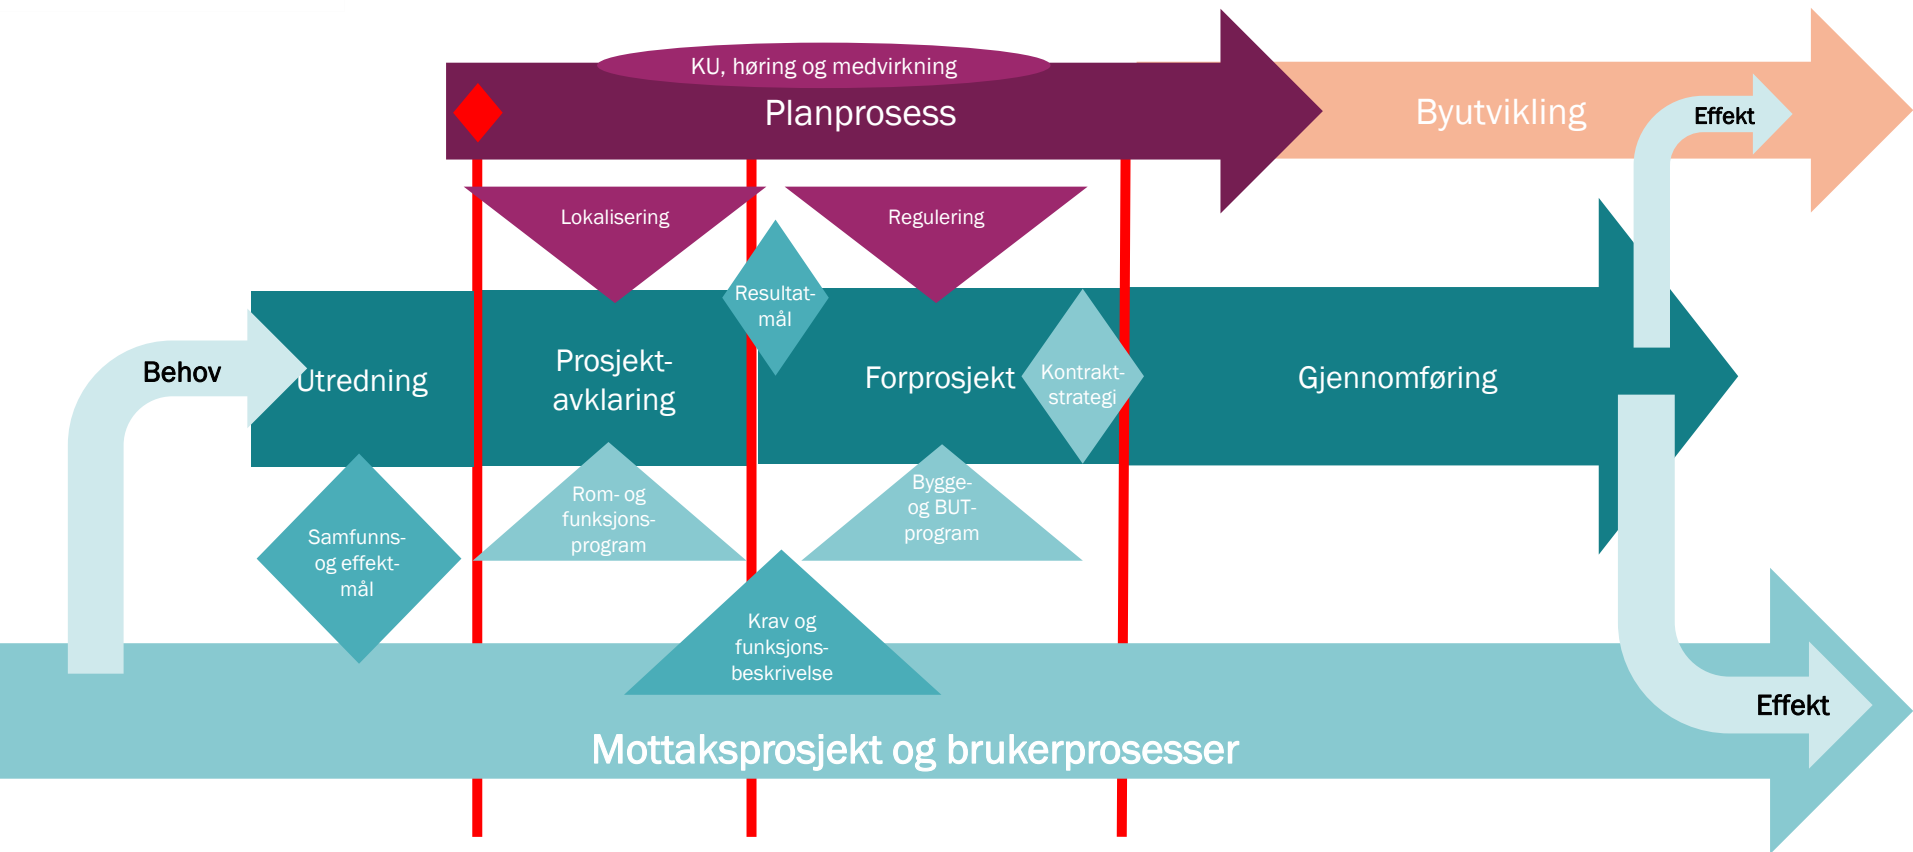 KU, høring og medvirkning
Planprosess
Byutvikling
Effekt
Lokalisering
Regulering
Resultat-
mål
Behov
Utredning
Prosjekt-
avklaring
Forprosjekt
Kontrakt-
strategi
Gjennomføring
Samfunns-
og effekt-
mål
Rom- og
funksjons-
program
Bygge-
og BUT-
program
Krav og
funksjons-
beskrivelse
Effekt
Mottaksprosjekt og brukerprosesser